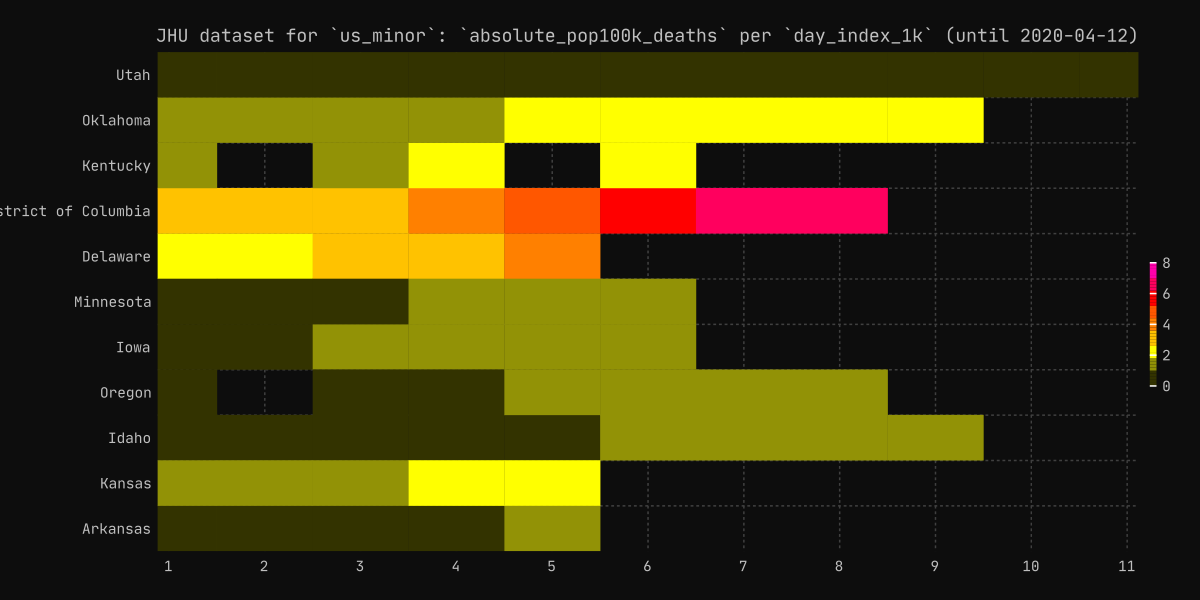 JHU dataset for `us_minor`: `absolute_pop100k_deaths` per `day_index_1k` (until 2020-04-12)
Utah
Oklahoma
Kentucky
strict of Columbia
Delaware
Minnesota
Iowa
Oregon
Idaho
Kansas
Arkansas
1 2 3 4 5 6 7 8 9 10 11
8
6
4
2
0